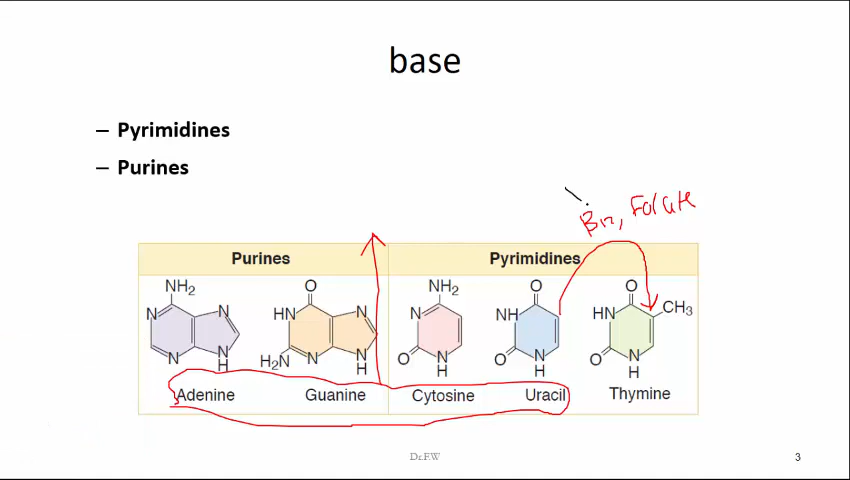 base
– Pyrimidines
– Purines
B12, Folate
Purines Pyrimidines
NH2 O NH2 O O
N N HN N N NH HN CH3
N N H H2N N N H O N H O N H O N H
Adenine Guanine Cytosine Uracil Thymine
Dr.F.W 3